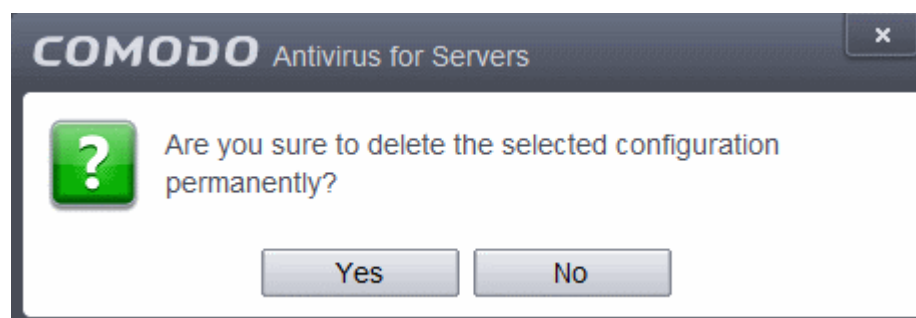 COMODO Antivirus for Servers
x
? Are you sure to delete the selected configuration
permanently?
Yes No